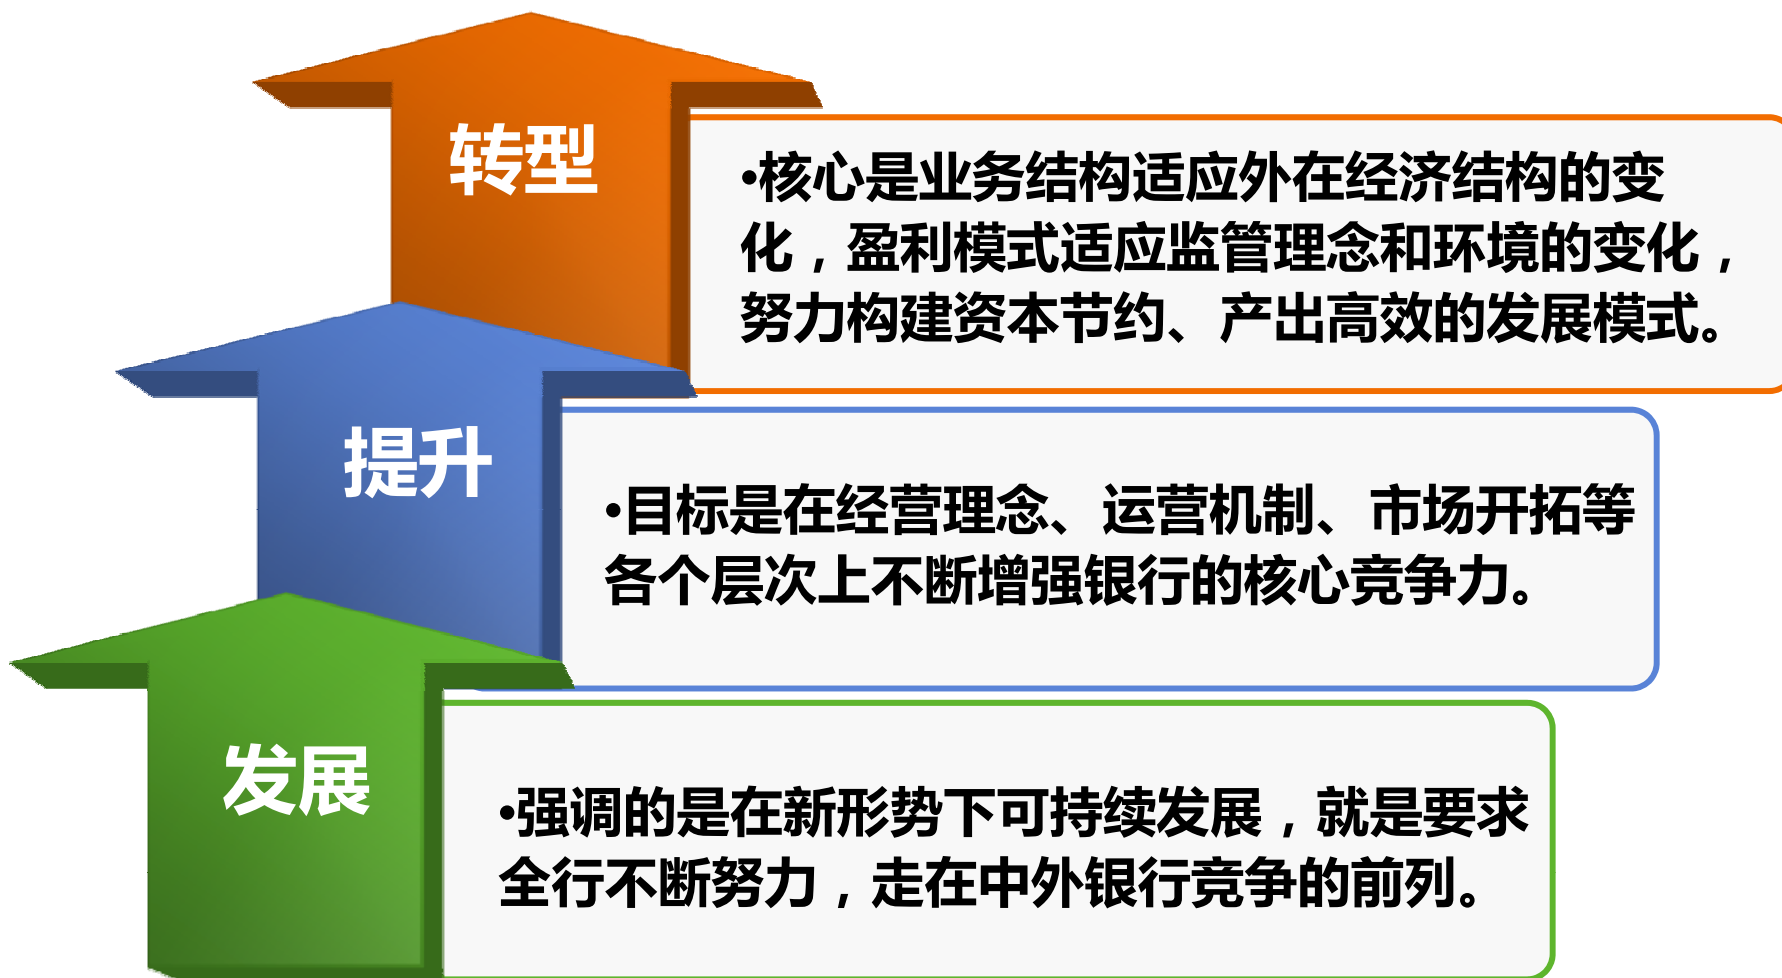 转型
•核心是业务结构适应外在经济结构的变
化，盈利模式适应监管理念和环境的变化，
努力构建资本节约、产出高效的发展模式。
提升
•目标是在经营理念、运营机制、市场开拓等
各个层次上不断增强银行的核心竞争力。
发展
•强调的是在新形势下可持续发展，就是要求
全行不断努力，走在中外银行竞争的前列。